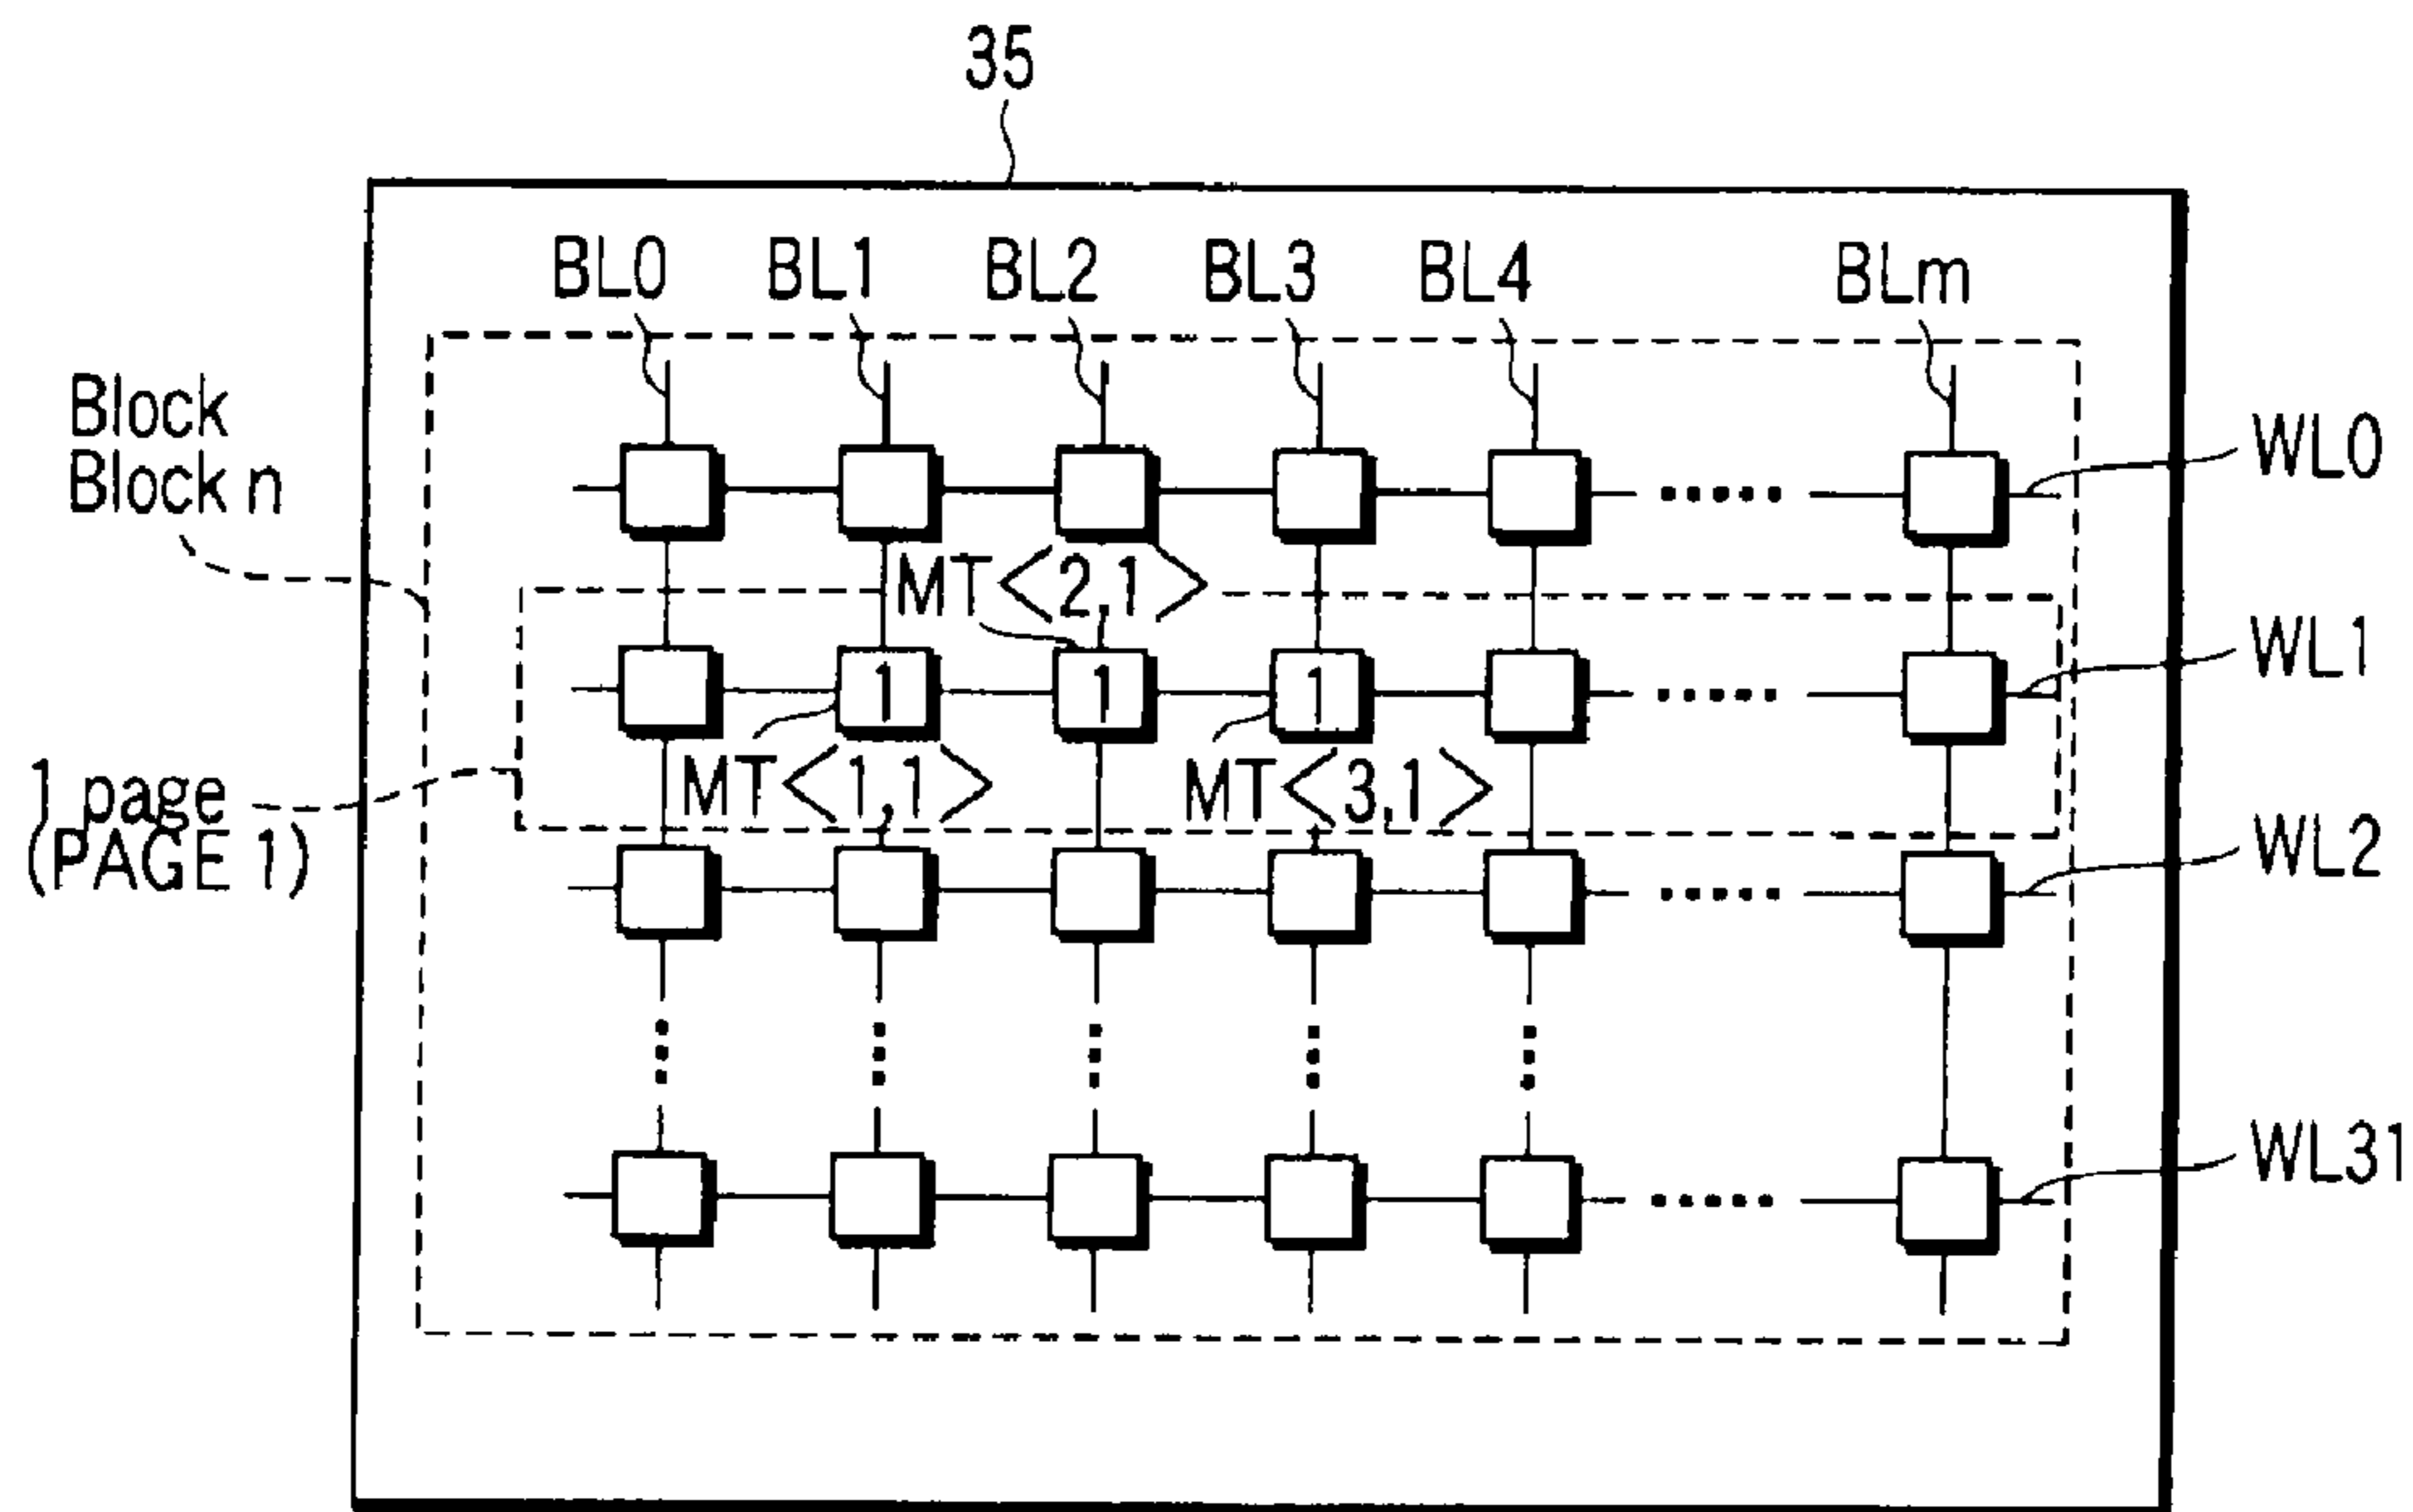 35
BL0 BL1 BL2 BL3 BL4 BLm
Block
Block n
WL0
MT<2,1>
WL1
1 1 1
MT<1,1> MT<3,1>
1 page
(PAGE 1)
WL2
WL31